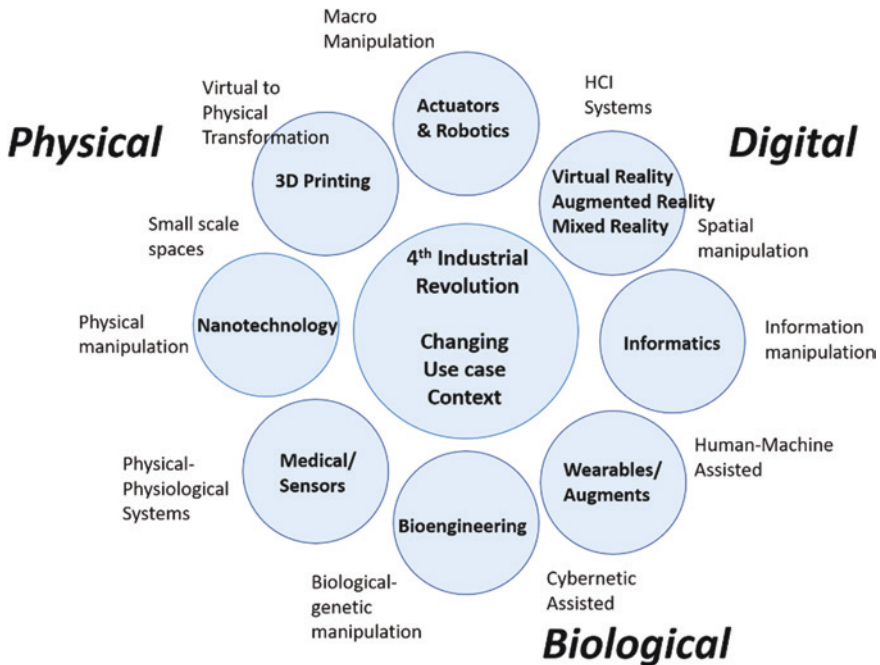 Macro
Manipulation
Virtual to
Physical
Transformation
HCI
Systems
Physical
Digital
Actuators
& Robotics
3D Printing
Virtual Reality
Augmented Reality
Mixed Reality
Small scale
spaces
Spatial
manipulation
4th Industrial
Revolution
Changing
Use case
Context
Physical
manipulation
Nanotechnology
Informatics
Information
manipulation
Physical-
Physiological
Systems
Medical/
Sensors
Wearables/
Augments
Human-Machine
Assisted
Bioengineering
Biological-
genetic
manipulation
Cybernetic
Assisted
Biological